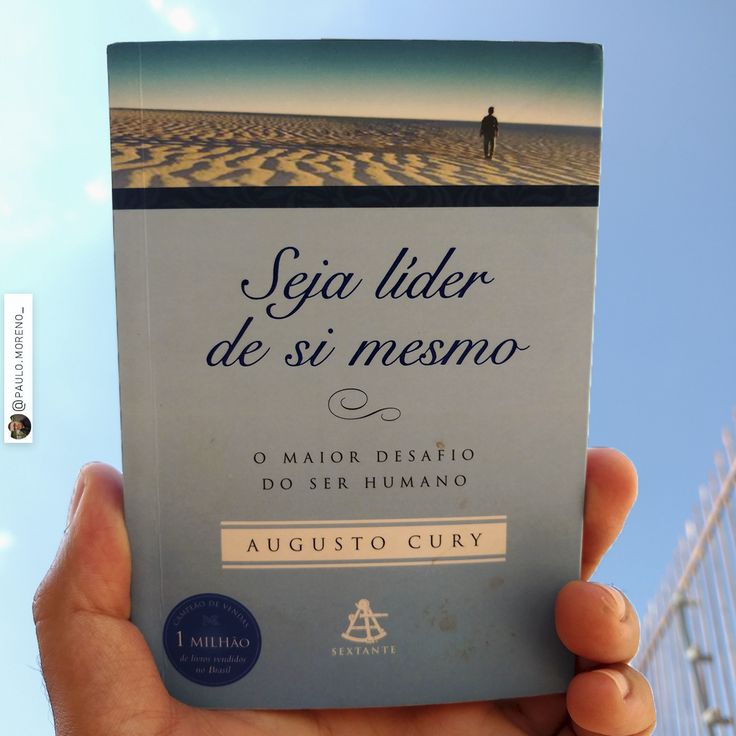 Seja líder
de si mesmo
O MAIOR DESAFIO
DO SER HUMANO
AUGUSTO CURY
CAMPEÃO DE VENDAS
1 MILHÃO
de livros vendidos
no Brasil
SEXTANTE
@PAULO.MORENO_